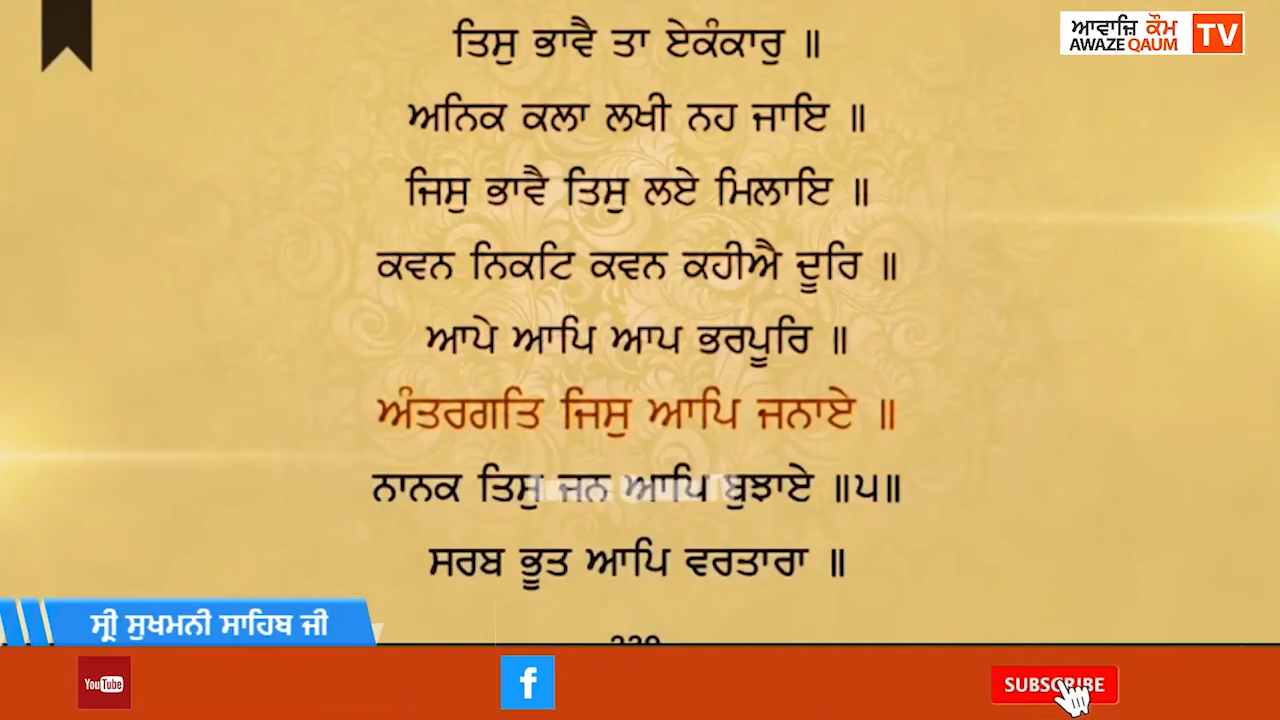 ਆਵਾਜ਼ਿ ਕੌਮ
AWAZE QAUM TV
ਤਿਸੁ ਭਾਵੈ ਤਾ ਏਕੰਕਾਰੁ ॥
ਅਨਿਕ ਕਲਾ ਲਖੀ ਨਹ ਜਾਇ ॥
ਜਿਸੁ ਭਾਵੈ ਤਿਸੁ ਲਏ ਮਿਲਾਇ ॥
ਕਵਨ ਨਿਕਟਿ ਕਵਨ ਕਹੀਐ ਦੂਰਿ ॥
ਆਪੇ ਆਪਿ ਆਪ ਭਰਪੂਰਿ ॥
ਅੰਤਰਗਤਿ ਜਿਸੁ ਆਪਿ ਜਨਾਏ ॥
ਨਾਨਕ ਤਿਸੁ ਜਨ ਆਪਿ ਬੁਝਾਏ ॥੫॥
ਸਰਬ ਭੂਤ ਆਪਿ ਵਰਤਾਰਾ ॥
ਸ੍ਰੀ ਸੁਖਮਨੀ ਸਾਹਿਬ ਜੀ
YouTube
f
SUBSCRIBE